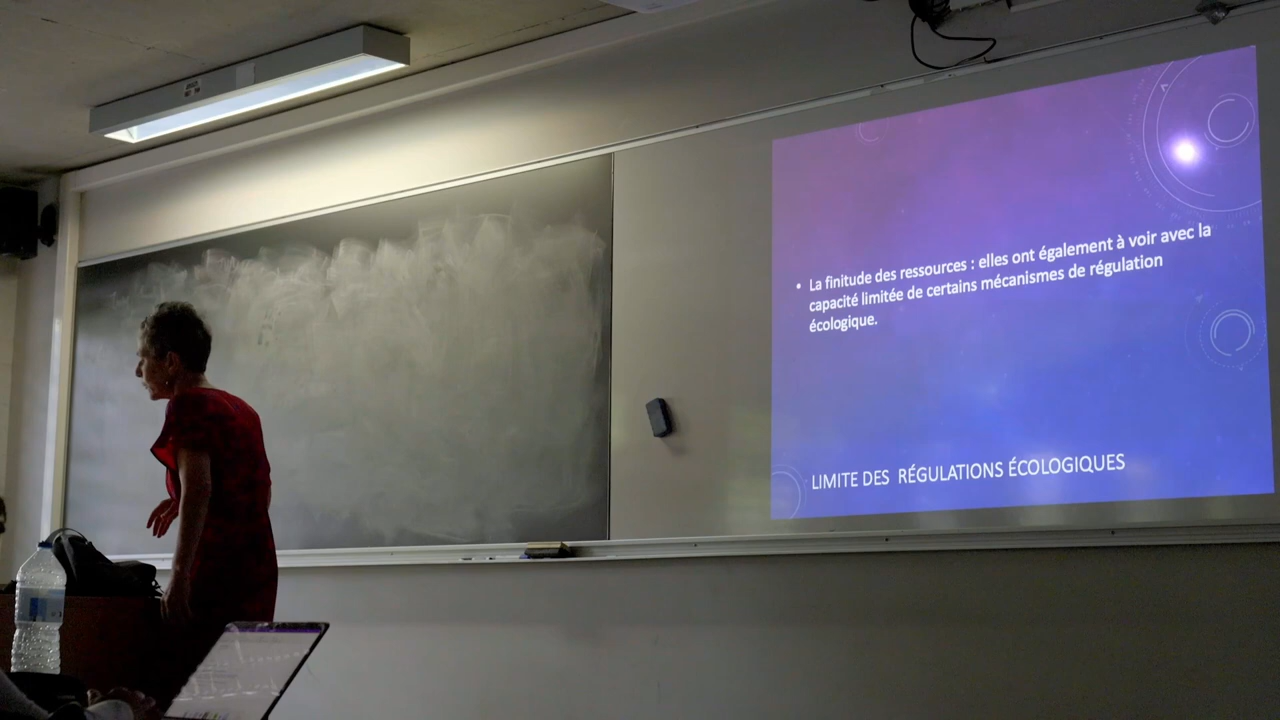 • La finitude des ressources : elles ont également à voir avec la
capacité limitée de certains mécanismes de régulation
écologique.
LIMITE DES RÉGULATIONS ÉCOLOGIQUES